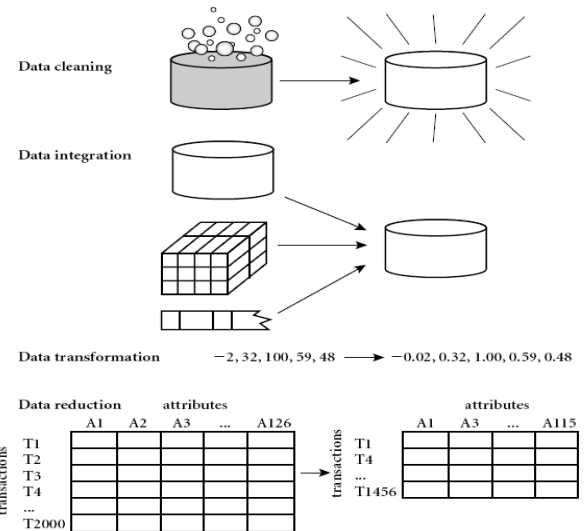 Data cleaning
Data integration
Data transformation −2, 32, 100, 59, 48 −0.02, 0.32, 1.00, 0.59, 0.48
Data reduction attributes
A1 A2 A3 ... A126
transactions
T1
T2
T3
T4
...
T2000
attributes
A1 A3 ... A115
transactions
T1
T4
...
T1456